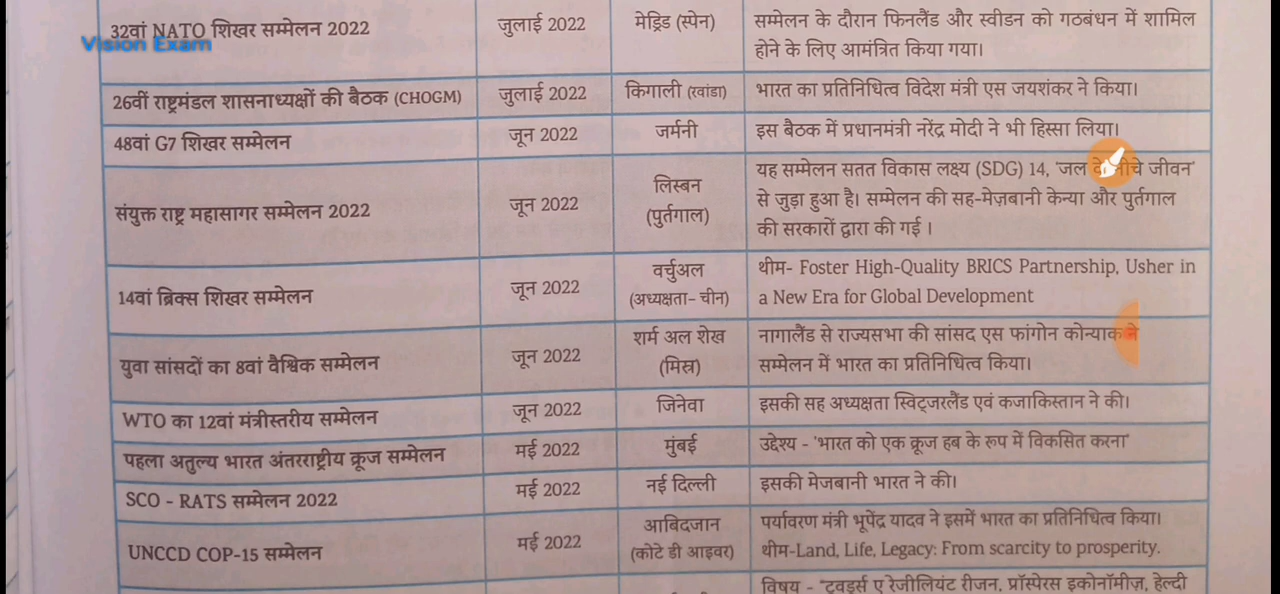 32वां NATO शिखर सम्मेलन 2022
Vision Exam
जुलाई 2022
मेड्रिड (स्पेन)
सम्मेलन के दौरान फिनलैंड और स्वीडन को गठबंधन में शामिल
होने के लिए आमंत्रित किया गया।
26वीं राष्ट्रमंडल शासनाध्यक्षों की बैठक (CHOGM)
जुलाई 2022
किगाली (रवांडा)
भारत का प्रतिनिधित्व विदेश मंत्री एस जयशंकर ने किया।
48वां G7 शिखर सम्मेलन
जून 2022
जर्मनी
इस बैठक में प्रधानमंत्री नरेंद्र मोदी ने भी हिस्सा लिया।
संयुक्त राष्ट्र महासागर सम्मेलन 2022
जून 2022
लिस्बन
(पुर्तगाल)
यह सम्मेलन सतत विकास लक्ष्य (SDG) 14, 'जल के नीचे जीवन'
से जुड़ा हुआ है। सम्मेलन की सह-मेज़बानी केन्या और पुर्तगाल
की सरकारों द्वारा की गई ।
14वां ब्रिक्स शिखर सम्मेलन
जून 2022
वर्चुअल
(अध्यक्षता- चीन)
थीम- Foster High-Quality BRICS Partnership, Usher in
a New Era for Global Development
युवा सांसदों का 8वां वैश्विक सम्मेलन
जून 2022
शर्म अल शेख
(मिस्र)
नागालैंड से राज्यसभा की सांसद एस फांगोन कोन्याक ने
सम्मेलन में भारत का प्रतिनिधित्व किया।
WTO का 12वां मंत्रीस्तरीय सम्मेलन
जून 2022
जिनेवा
इसकी सह अध्यक्षता स्विट्जरलैंड एवं कजाकिस्तान ने की।
पहला अतुल्य भारत अंतरराष्ट्रीय क्रूज सम्मेलन
मई 2022
मुंबई
उद्देश्य - 'भारत को एक क्रूज हब के रूप में विकसित करना'
SCO - RATS सम्मेलन 2022
मई 2022
नई दिल्ली
इसकी मेजबानी भारत ने की।
UNCCD COP-15 सम्मेलन
मई 2022
आबिदजान
(कोटे डी आइवर)
पर्यावरण मंत्री भूपेंद्र यादव ने इसमें भारत का प्रतिनिधित्व किया।
थीम-Land, Life, Legacy: From scarcity to prosperity.
विषय - 'टुवर्ड्स ए रेजीलियंट रीजन, प्रॉस्पेरस इकोनॉमीज़, हेल्दी